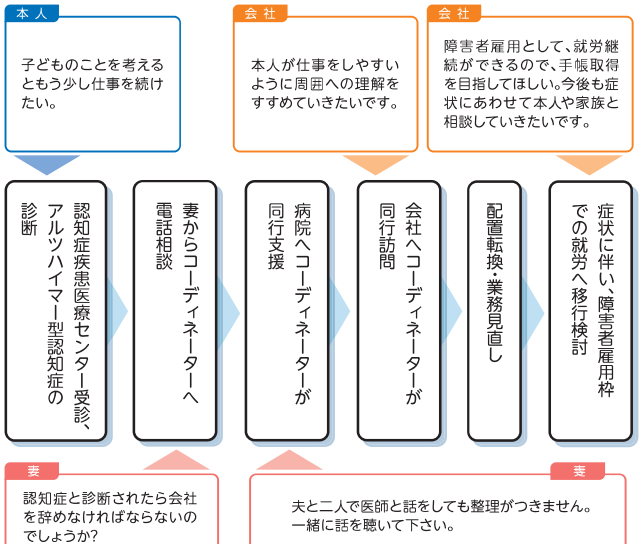 本人
子どものことを考える
ともう少し仕事を続け
たい。
会社
本人が仕事をしやすい
ように周囲への理解を
すすめていきたいです。
会社
障害者雇用として、就労継
続ができるので、手帳取得
を目指してほしい。今後も症
状にあわせて本人や家族と
相談していきたいです。
認知症疾患医療センター受診、
アルツハイマー型認知症の
診断
妻からコーディネーターへ
電話相談
病院へコーディネーターが
同行支援
会社へコーディネーターが
同行訪問
配置転換・業務見直し
症状に伴い、障害者雇用枠
での就労へ移行検討
妻
認知症と診断されたら会社
を辞めなければならないの
でしょうか?
妻
夫と二人で医師と話をしても整理がつきません。
一緒に話を聴いて下さい。